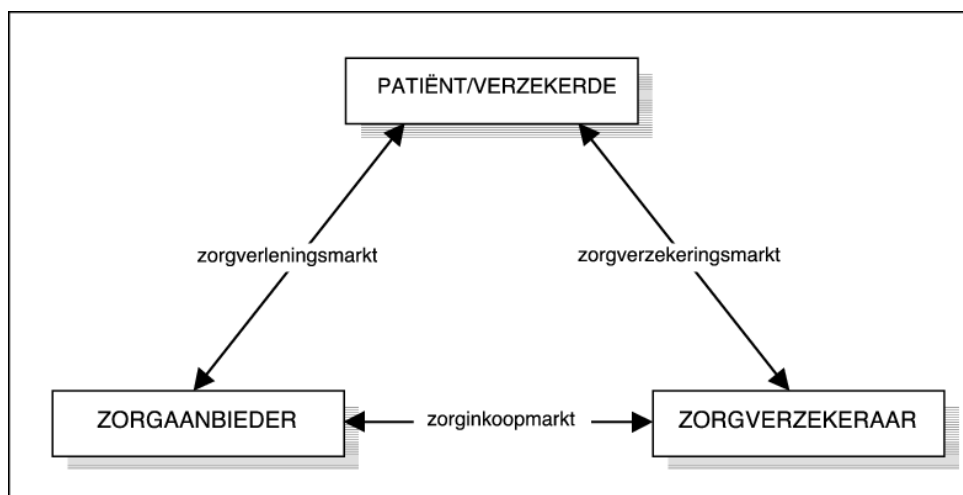 PATIËNT/VERZEKERDE
zorgverleningsmarkt
zorgverzekeringsmarkt
ZORGAANBIEDER
zorginkoopmarkt
ZORGVERZEKERAAR